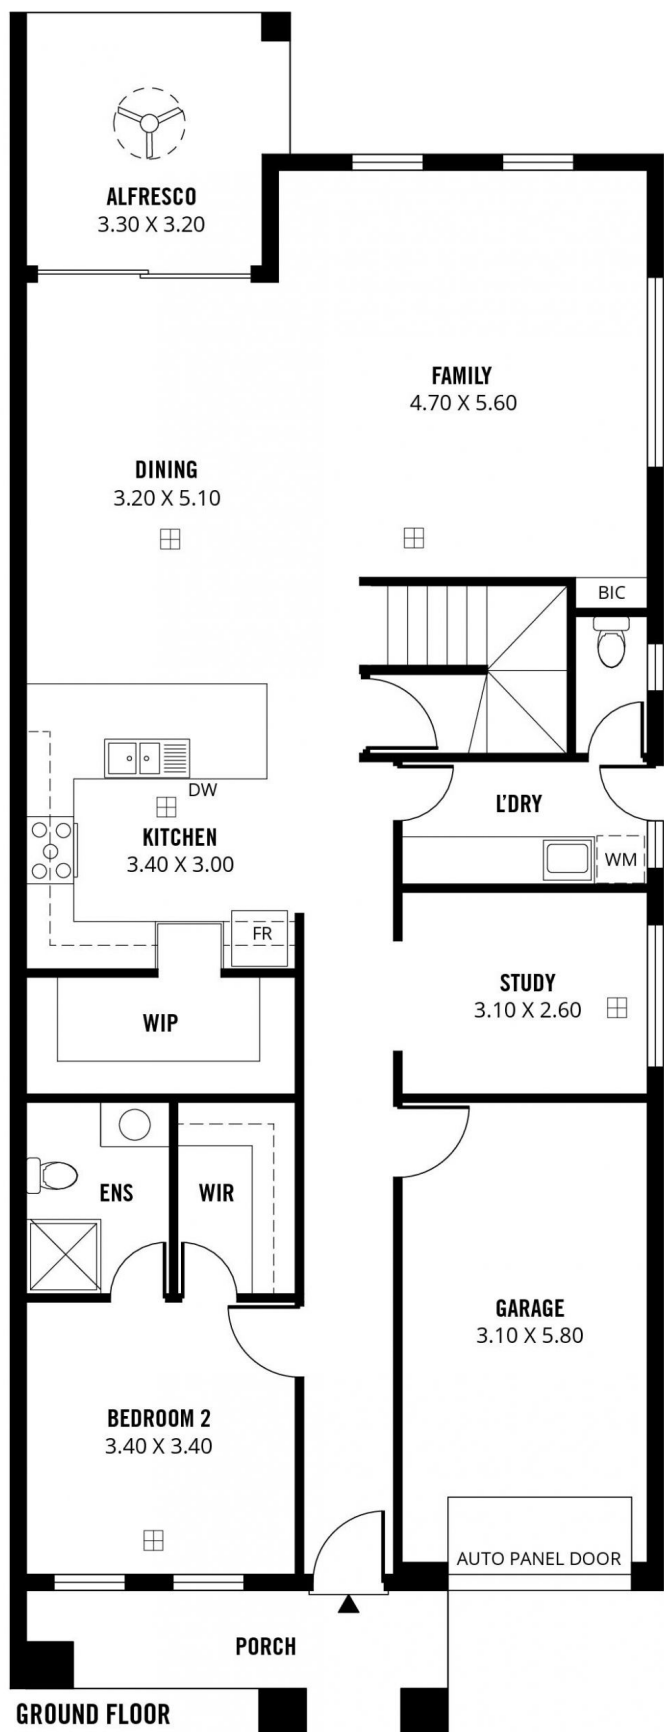 ALFRESCO
3.30 X 3.20
FAMILY
4.70 X 5.60
DINING
3.20 X 5.10
BIC
DW
L'DRY
KITCHEN
3.40 X 3.00
WM
FR
STUDY
3.10 X 2.60
WIP
ENS
WIR
GARAGE
3.10 X 5.80
BEDROOM 2
3.40 X 3.40
AUTO PANEL DOOR
PORCH
GROUND FLOOR